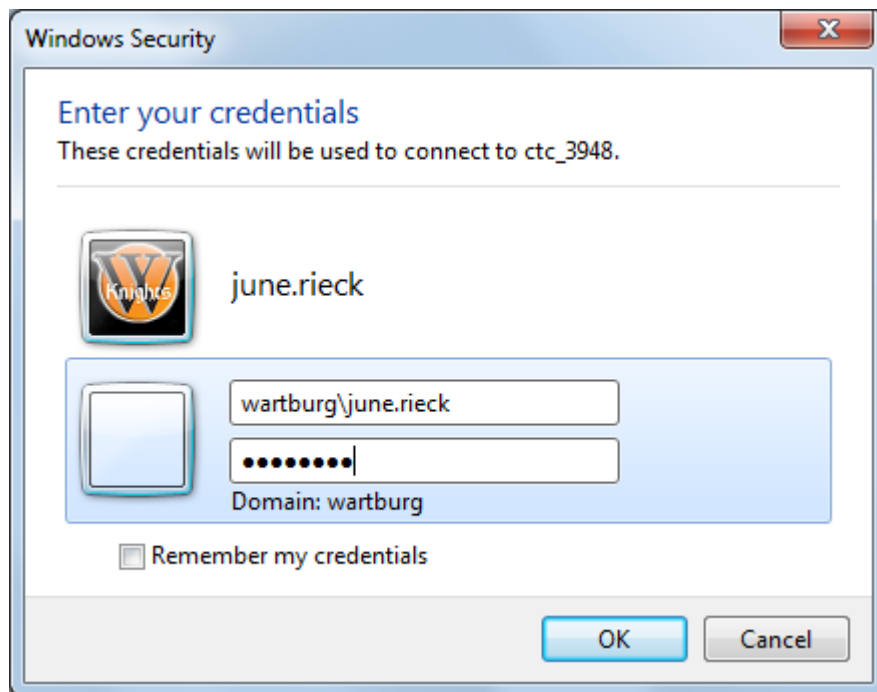 Windows Security
Enter your credentials
These credentials will be used to connect to ctc_3948.
W
Knights
june.rieck
wartburg\june.rieck
●●●●●●●●
Domain: wartburg
Remember my credentials
OK
Cancel